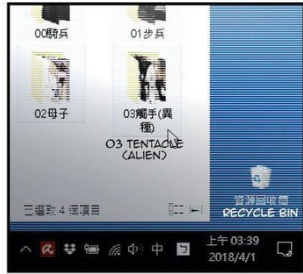 00騎兵
01步兵
02母子
03觸手(異
種)
03 TENTACLE
(ALIEN)
已選取 4 個項目
資源回收筒
RECYCLE BIN
中
上午 03:39
2018/4/1